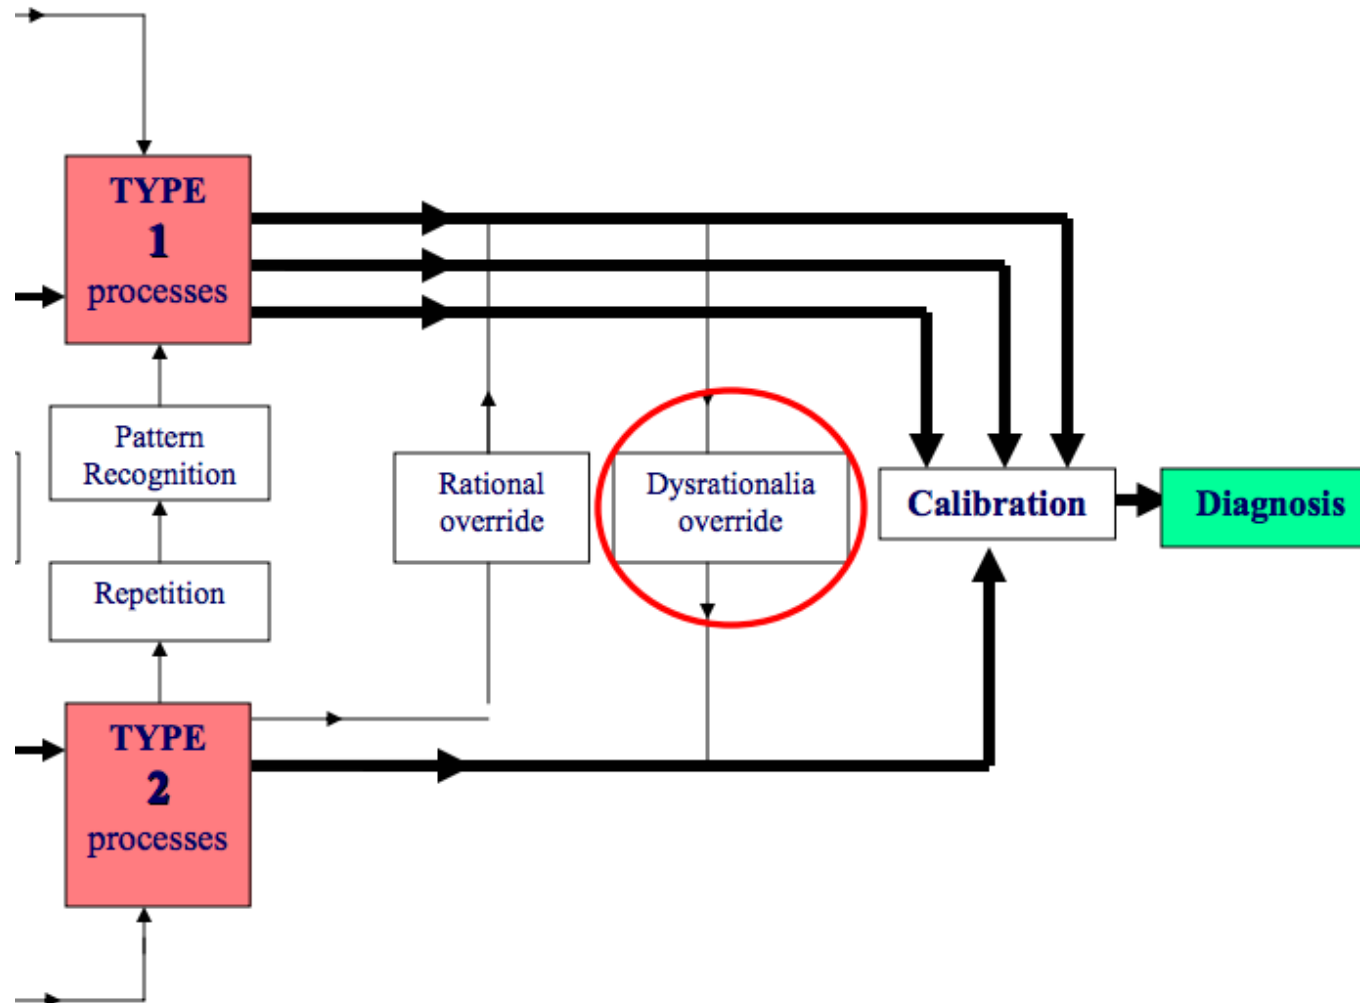 TYPE
1
processes
Pattern
Recognition
Repetition
TYPE
2
processes
Rational
override
Dysrationalia
override
Calibration
Diagnosis